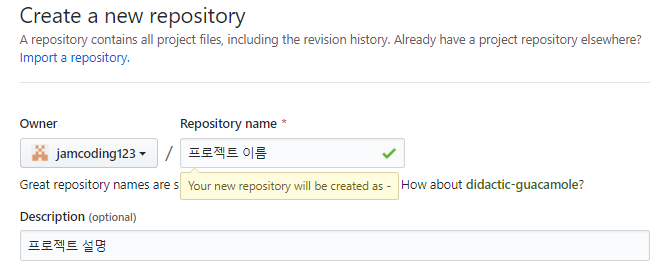 Create a new repository
A repository contains all project files, including the revision history. Already have a project repository elsewhere?
Import a repository.
Owner
Repository name *
jamcoding123 / 프로젝트 이름
Great repository names are s
Your new repository will be created as -
How about didactic-guacamole?
Description (optional)
프로젝트 설명